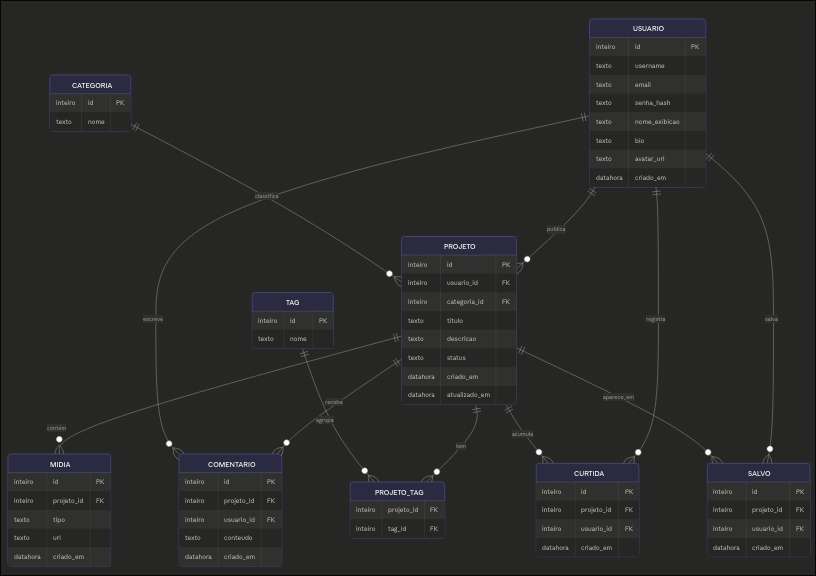 USUARIO
inteiro id PK
texto username
texto email
texto senha_hash
texto nome_exibicao
texto bio
texto avatar_url
datahora criado_em
CATEGORIA
inteiro id PK
texto nome
classifica
publica
PROJETO
inteiro id PK
inteiro usuario_id FK
inteiro categoria_id FK
texto titulo
texto descricao
texto status
datahora criado_em
datahora atualizado_em
TAG
inteiro id PK
texto nome
escreve
registra
salva
recebe
agrupa
aparece_em
contem
tem
acumula
MIDIA
inteiro id PK
inteiro projeto_id FK
texto tipo
texto url
datahora criado_em
COMENTARIO
inteiro id PK
inteiro projeto_id FK
inteiro usuario_id FK
texto conteudo
datahora criado_em
PROJETO_TAG
inteiro projeto_id FK
inteiro tag_id FK
CURTIDA
inteiro id PK
inteiro projeto_id FK
inteiro usuario_id FK
datahora criado_em
SALVO
inteiro id PK
inteiro projeto_id FK
inteiro usuario_id FK
datahora criado_em